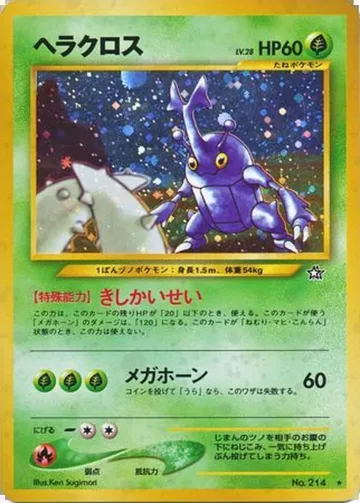 ヘラクロス LV.28 HP60
たねポケモン
1ぽんヅノポケモン:身長1.5m、体重54kg
【特殊能力】きしかいせい
この力は、このカードの残りHPが「20」以下のとき、使える。このカードが使う
「メガホーン」のダメージは、「120」になる。このカードが「ねむり・マヒ・こんらん」
状態のとき、この力は使えない。
メガホーン 60
コインを投げて「うら」なら、このワザは失敗する。
にげる
弱点 抵抗力
じまんのツノを相手のお腹の
下にねじこみ、一気に持ち上げ
ぶん投げてしまう力持ち。
Illus.Ken Sugimori
No. 214